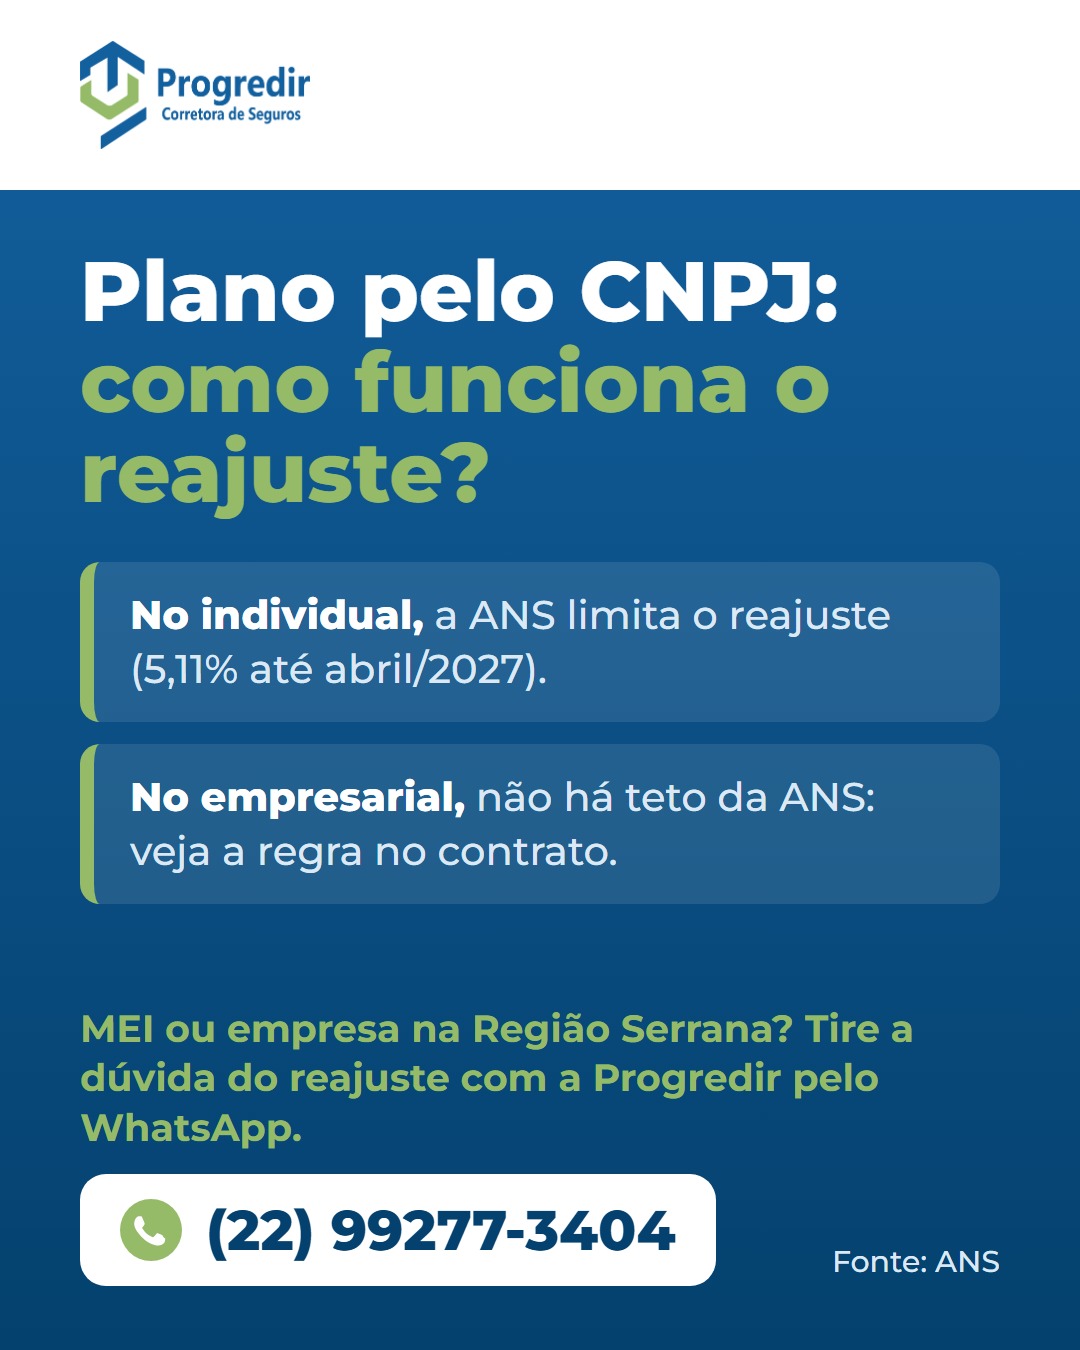 Progredir
Corretora de Seguros
Plano pelo CNPJ:
como funciona o
reajuste?
No individual, a ANS limita o reajuste
(5,11% até abril/2027).
No empresarial, não há teto da ANS:
veja a regra no contrato.
MEI ou empresa na Região Serrana? Tire a
dúvida do reajuste com a Progredir pelo
WhatsApp.
(22) 99277-3404
Fonte: ANS